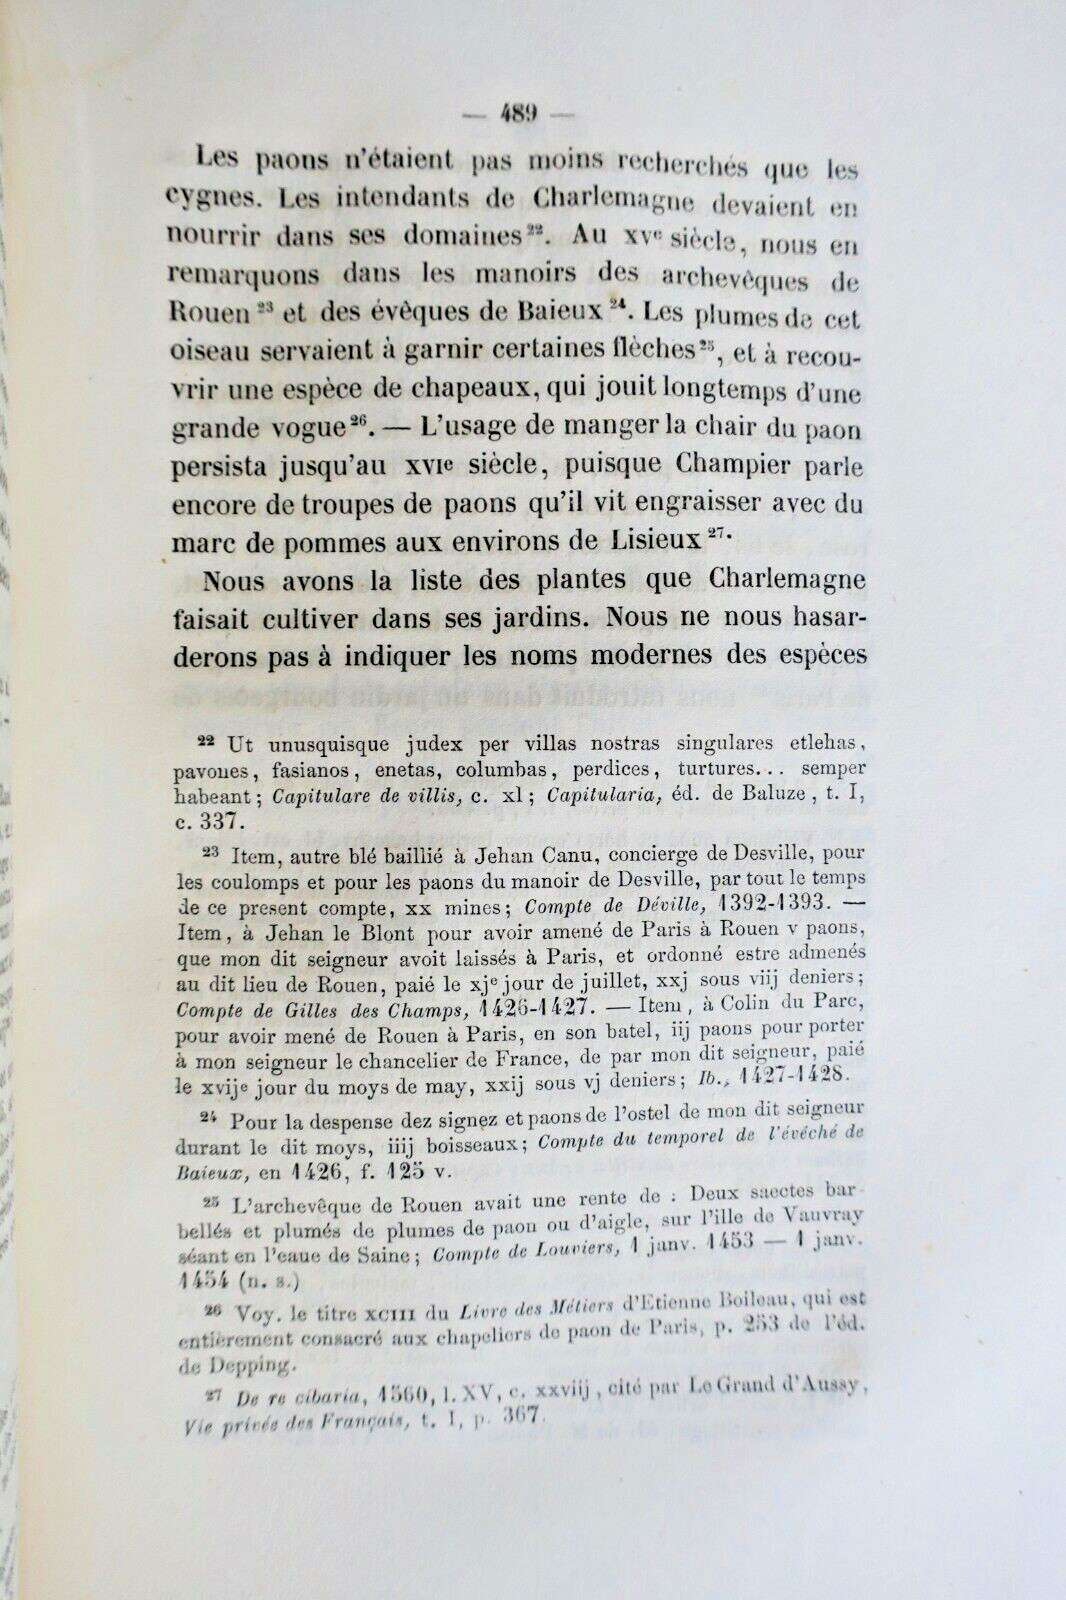 — 489 —
Les paons n'étaient pas moins recherchés que les
cygnes. Les intendants de Charlemagne devaient en
nourrir dans ses domaines²². Au XVᵉ siècle, nous en
remarquons dans les manoirs des archevêques de
Rouen²³ et des évêques de Baieux²⁴. Les plumes de cet
oiseau servaient à garnir certaines flèches²⁵, et à recou-
vrir une espèce de chapeaux, qui jouit longtemps d'une
grande vogue²⁶. — L'usage de manger la chair du paon
persista jusqu'au XVIᵉ siècle, puisque Champier parle
encore de troupes de paons qu'il vit engraisser avec du
marc de pommes aux environs de Lisieux²⁷.
Nous avons la liste des plantes que Charlemagne
faisait cultiver dans ses jardins. Nous ne nous hasar-
derons pas à indiquer les noms modernes des espèces
²² Ut unusquisque judex per villas nostras singulares etlehas,
pavones, fasianos, enetas, columbas, perdices, turtures... semper
habeant; Capitulare de villis, c. xl; Capitularia, éd. de Baluze, t. I,
c. 337.
²³ Item, autre blé baillié à Jehan Canu, concierge de Desville, pour
les coulomps et pour les paons du manoir de Desville, par tout le temps
de ce present compte, xx mines; Compte de Déville, 1392-1393. —
Item, à Jehan le Blont pour avoir amené de Paris à Rouen v paons,
que mon dit seigneur avoit laissés à Paris, et ordonné estre admenés
au dit lieu de Rouen, paié le xjᵉ jour de juillet, xxj sous viij deniers;
Compte de Gilles des Champs, 1426-1427. — Item, à Colin du Parc,
pour avoir mené de Rouen à Paris, en son batel, iij paons pour porter
à mon seigneur le chancelier de France, de par mon dit seigneur, paié
le xvijᵉ jour du moys de may, xxij sous vj deniers; Ib., 1427-1428.
²⁴ Pour la despense dez signez et paons de l'ostel de mon dit seigneur
durant le dit moys, iiij boisseaux; Compte du temporel de l'évêché de
Baieux, en 1426, f. 125 v.
²⁵ L'archevêque de Rouen avait une rente de : Deux saectes bar-
bellés et plumés de plumes de paon ou d'aigle, sur l'ille de Vauvray
séant en l'eaue de Saine; Compte de Louviers, 1 janv. 1453 — 1 janv.
1454 (n. s.)
²⁶ Voy. le titre XCIII du Livre des Métiers d'Etienne Boileau, qui est
entièrement consacré aux chapeliers de paon de Paris, p. 253 de l'éd.
de Depping.
²⁷ De re cibaria, 1560, l. XV, c. xxviij, cité par Le Grand d'Aussy,
Vie privée des Français, t. I, p. 367.